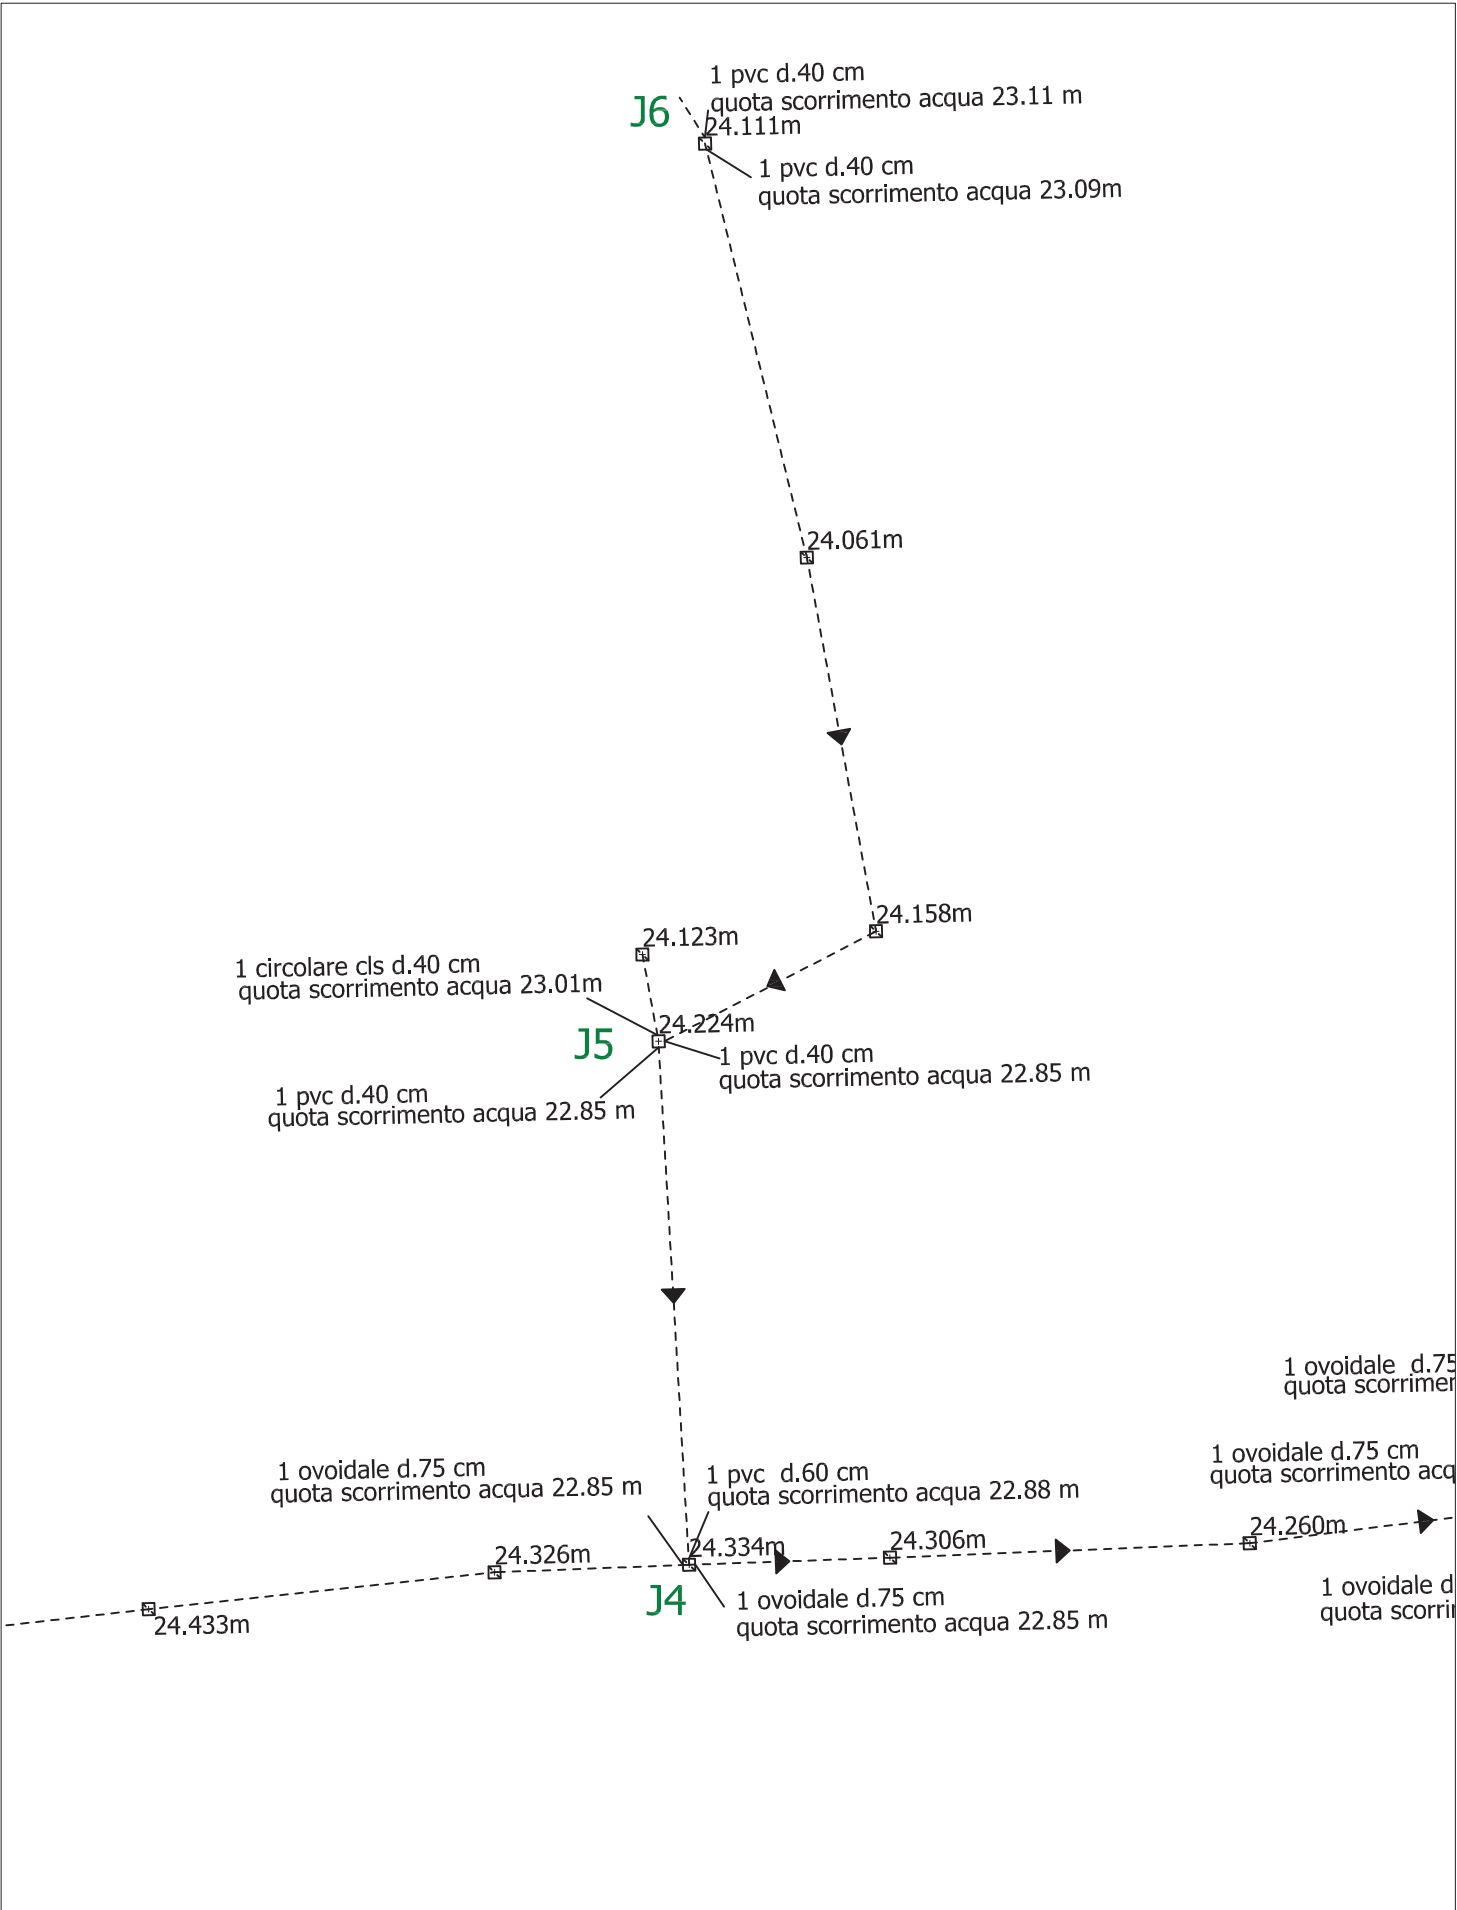 1 pvc d.40 cm
quota scorrimento acqua 23.11 m
J6
24.111m
1 pvc d.40 cm
quota scorrimento acqua 23.09m
24.061m
24.158m
24.123m
1 circolare cls d.40 cm
quota scorrimento acqua 23.01m
24.224m
J5
1 pvc d.40 cm
quota scorrimento acqua 22.85 m
1 pvc d.40 cm
quota scorrimento acqua 22.85 m
1 ovoidale d.75
quota
1 ovoidale d.75 cm
quota scorrimento
1 ovoidale d.75 cm
quota scorrimento acqua 22.85 m
1 pvc d.60 cm
quota scorrimento acqua 22.88 m
24.260m
24.326m
24.334m
24.306m
J4
1 ovoidale d.75 cm
quota scorrimento acqua 22.85 m
1 ovoidale
quota
24.433m